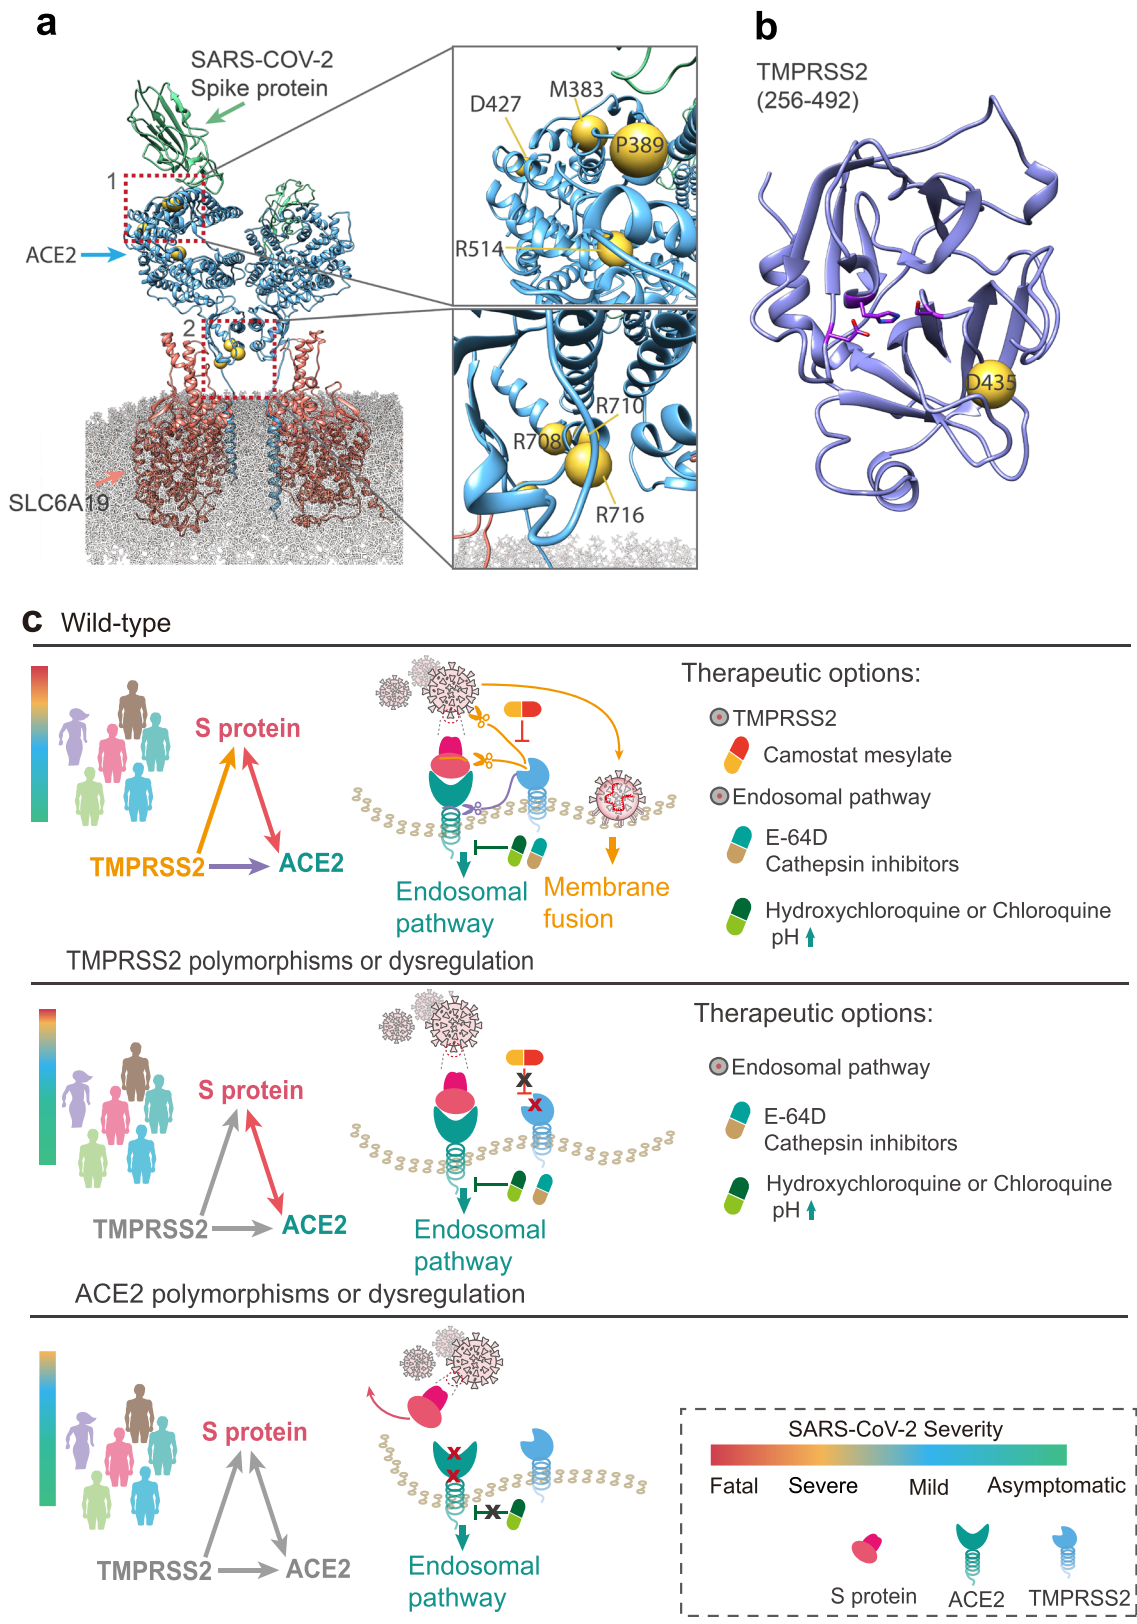 a
SARS-COV-2
Spike protein
1
ACE2
2
SLC6A19
M383
D427
P389
R514
R710
R708
R716
b
TMPRSS2
(256-492)
D435
c Wild-type
S protein
TMPRSS2
ACE2
Endosomal
pathway
Membrane
fusion
Therapeutic options:
TMPRSS2
Camostat mesylate
Endosomal pathway
E-64D
Cathepsin inhibitors
Hydroxychloroquine or Chloroquine
pH
TMPRSS2 polymorphisms or dysregulation
S protein
TMPRSS2
ACE2
x
x
Endosomal
pathway
Therapeutic options:
Endosomal pathway
E-64D
Cathepsin inhibitors
Hydroxychloroquine or Chloroquine
pH
ACE2 polymorphisms or dysregulation
S protein
TMPRSS2
ACE2
x
x
x
Endosomal
pathway
SARS-CoV-2 Severity
Fatal Severe Mild Asymptomatic
S protein ACE2 TMPRSS2